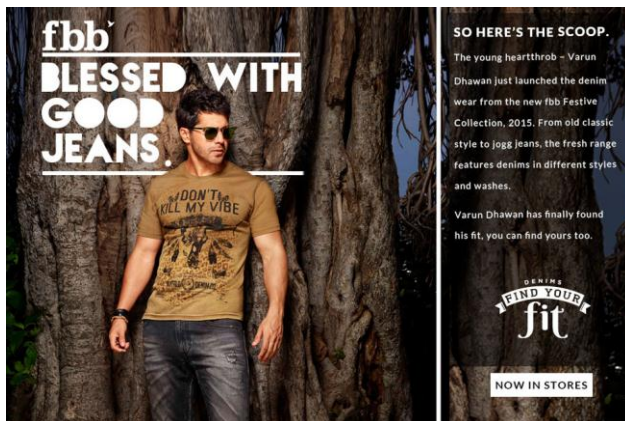 fbb
BLESSED WITH
GOOD
JEANS.
DON'T
KILL MY VIBE
SO HERE'S THE SCOOP.
The young heartthrob – Varun
Dhawan just launched the denim
wear from the new fbb Festive
Collection, 2015. From old classic
style to jogg jeans, the fresh range
features denims in different styles
and washes.
Varun Dhawan has finally found
his fit, you can find yours too.
DENIMS
FIND YOUR
fit
NOW IN STORES